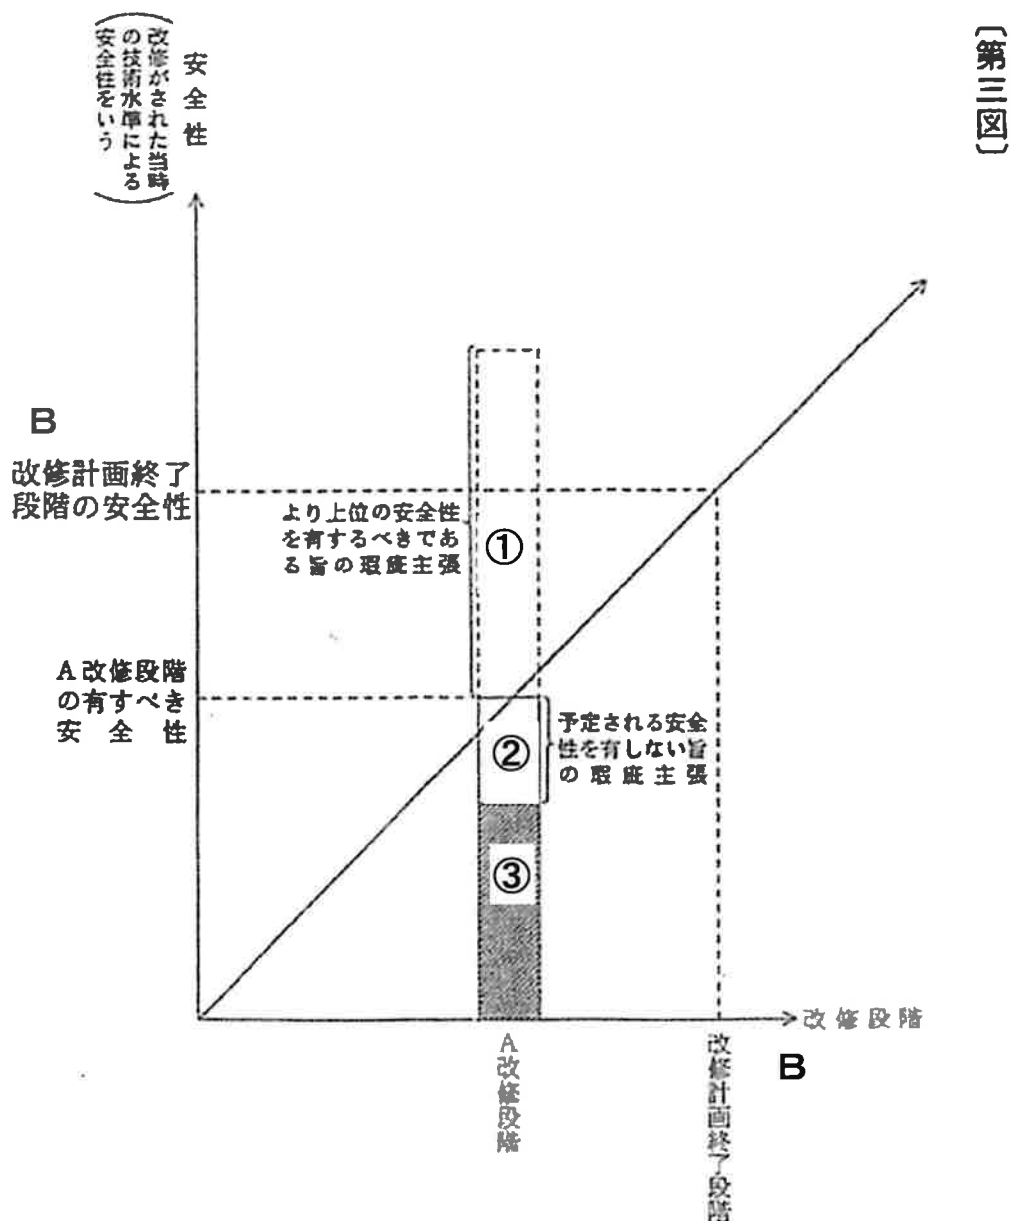 〔第三図〕
安全性
（改修がされた当時
の技術水準による
安全性をいう）
B
改修計画終了
段階の安全性
より上位の安全性
を有するべきであ
る旨の瑕疵主張
①
A改修段階
の有すべき
安全性
②
予定される安全
性を有しない旨
の瑕疵主張
③
改修段階
A改修段階
改修計画終了段階
B